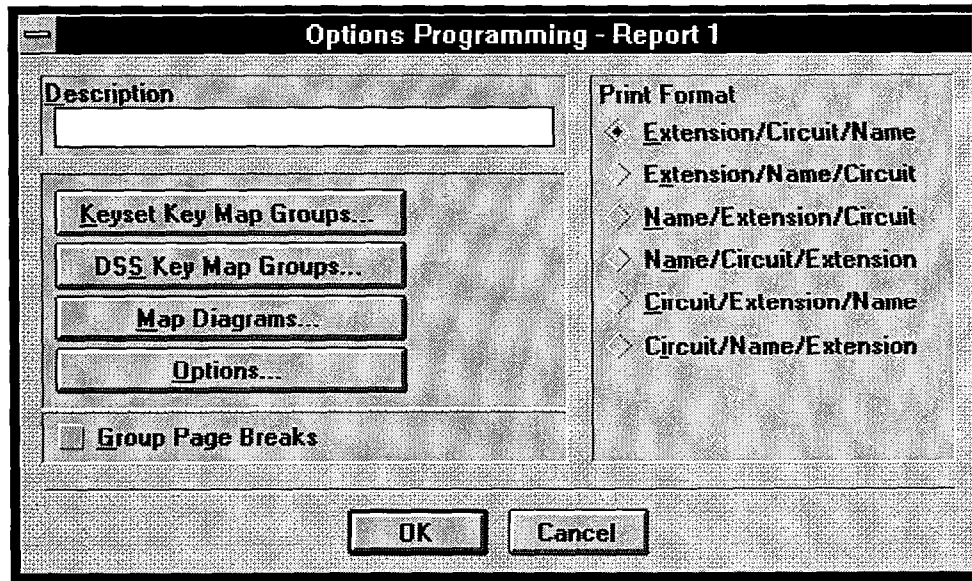 Options Programming - Report 1
Description
Keyset Key Map Groups...
DSS Key Map Groups...
Map Diagrams...
Options...
Group Page Breaks
Print Format
Extension/Circuit/Name
Extension/Name/Circuit
Name/Extension/Circuit
Name/Circuit/Extension
Circuit/Extension/Name
Circuit/Name/Extension
OK
Cancel